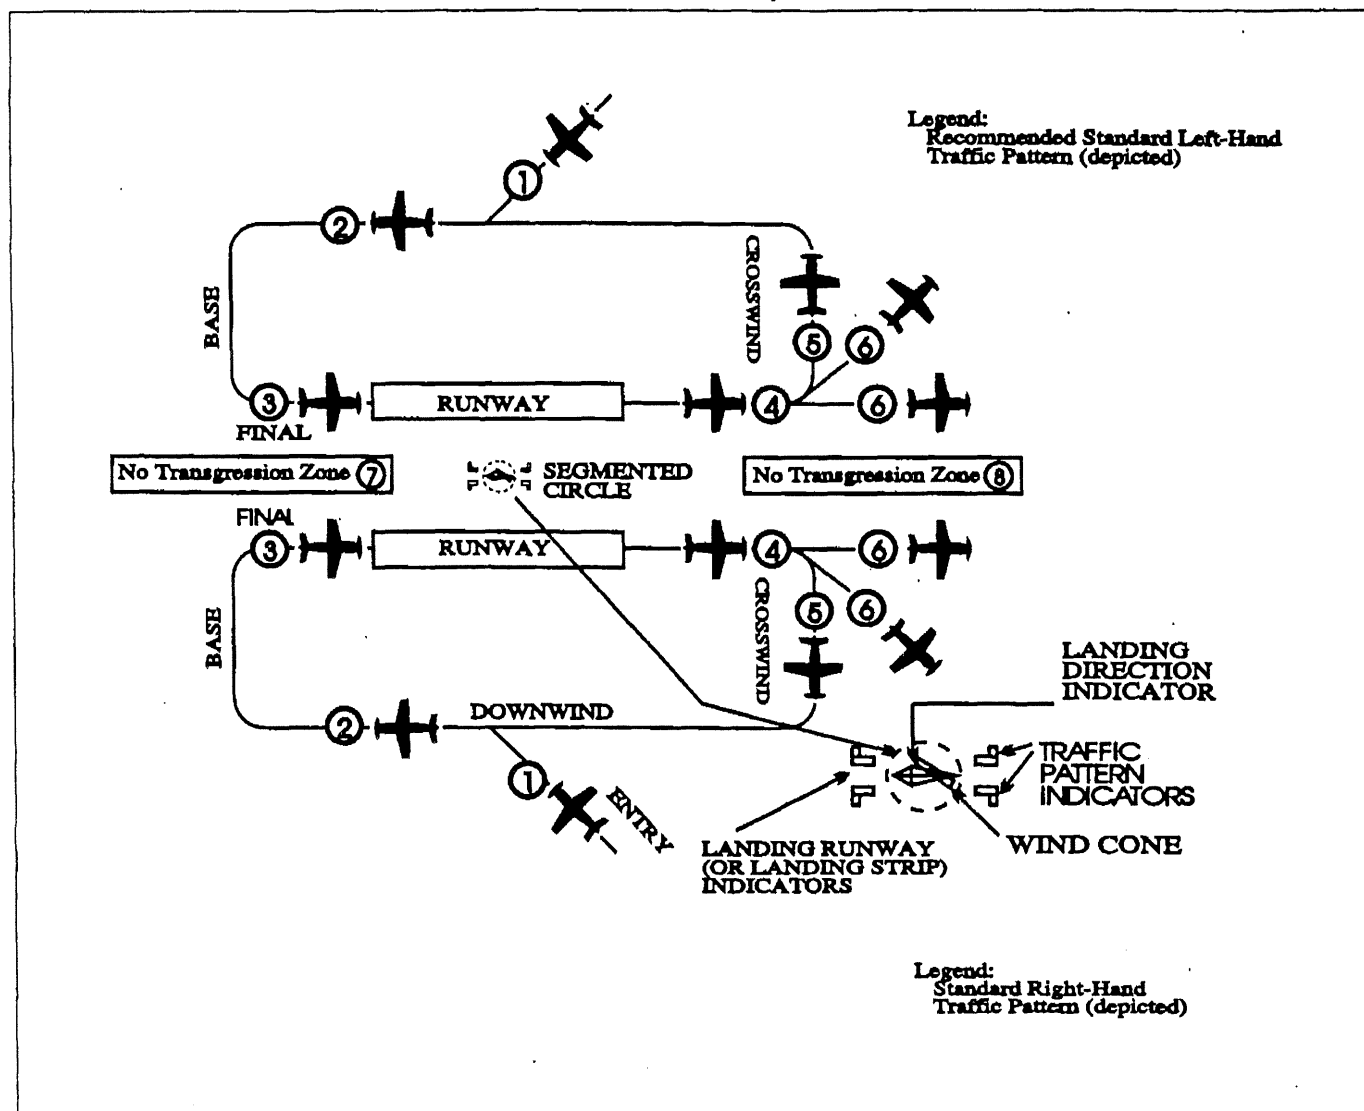 Legend:
Recommended Standard Left-Hand
Traffic Pattern (depicted)
1
2
CROSSWIND
BASE
5
6
3
RUNWAY
4
6
FINAL
No Transgression Zone 7
SEGMENTED
CIRCLE
No Transgression Zone 8
FINAL
3
RUNWAY
4
6
BASE
CROSSWIND
5
6
LANDING
DIRECTION
INDICATOR
2
DOWNWIND
1
ENTRY
TRAFFIC
PATTERN
INDICATORS
WIND CONE
LANDING RUNWAY
(OR LANDING STRIP)
INDICATORS
Legend:
Standard Right-Hand
Traffic Pattern (depicted)